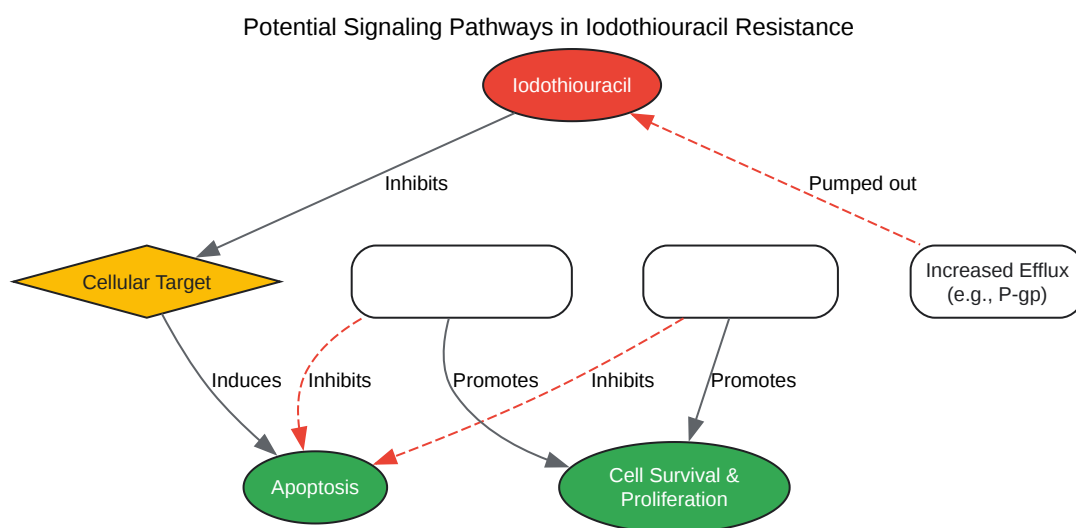 Potential Signaling Pathways in Iodothiouracil Resistance
Iodothiouracil
Inhibits
Pumped out
Cellular Target
Increased Efflux
(e.g., P-gp)
Induces
Inhibits
Promotes
Inhibits
Promotes
Apoptosis
Cell Survival &
Proliferation